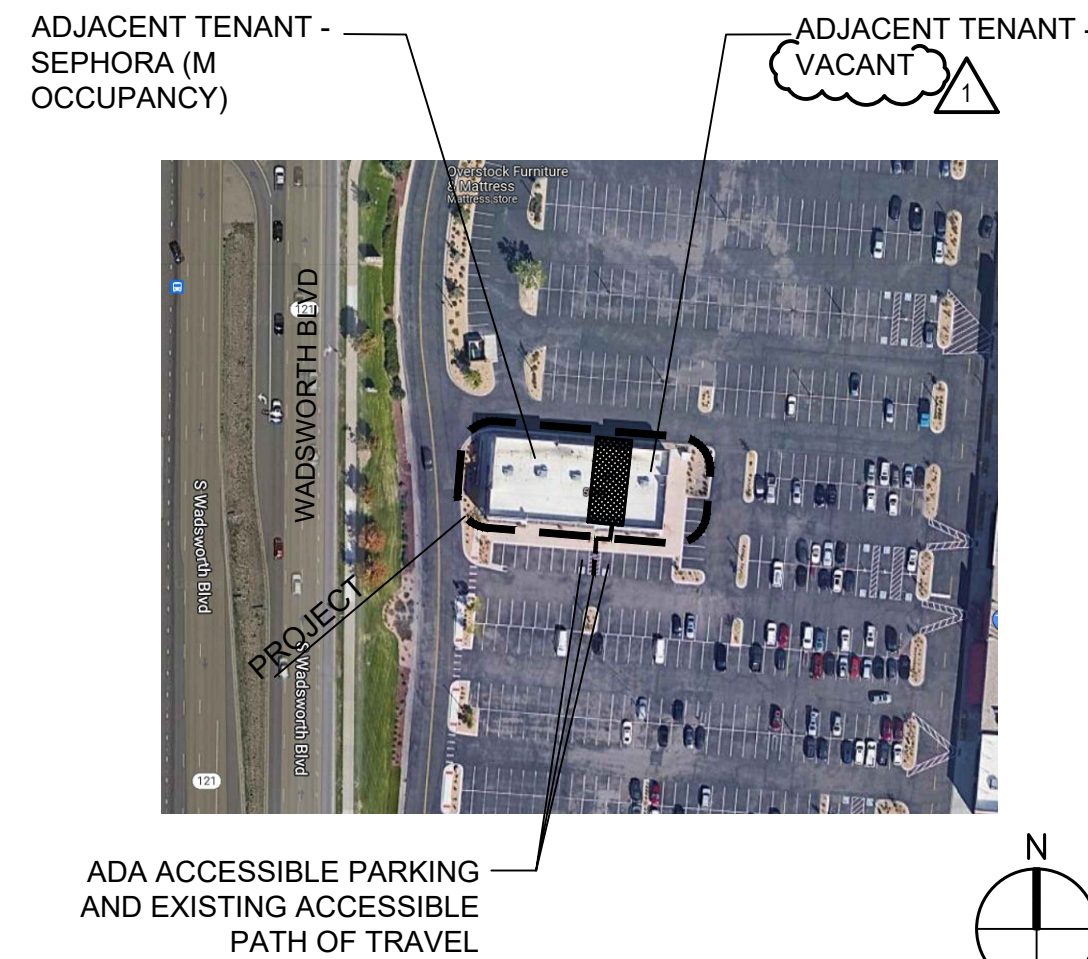 ADJACENT TENANT -
SEPHORA (M
OCCUPANCY)
ADJACENT TENANT -
VACANT
1
Overstock Furniture
& Mattress
Mattress store
121
WADSWORTH BLVD
S Wadsworth Blvd
PROJECT
S Wadsworth Blvd
121
ADA ACCESSIBLE PARKING
AND EXISTING ACCESSIBLE
PATH OF TRAVEL
N